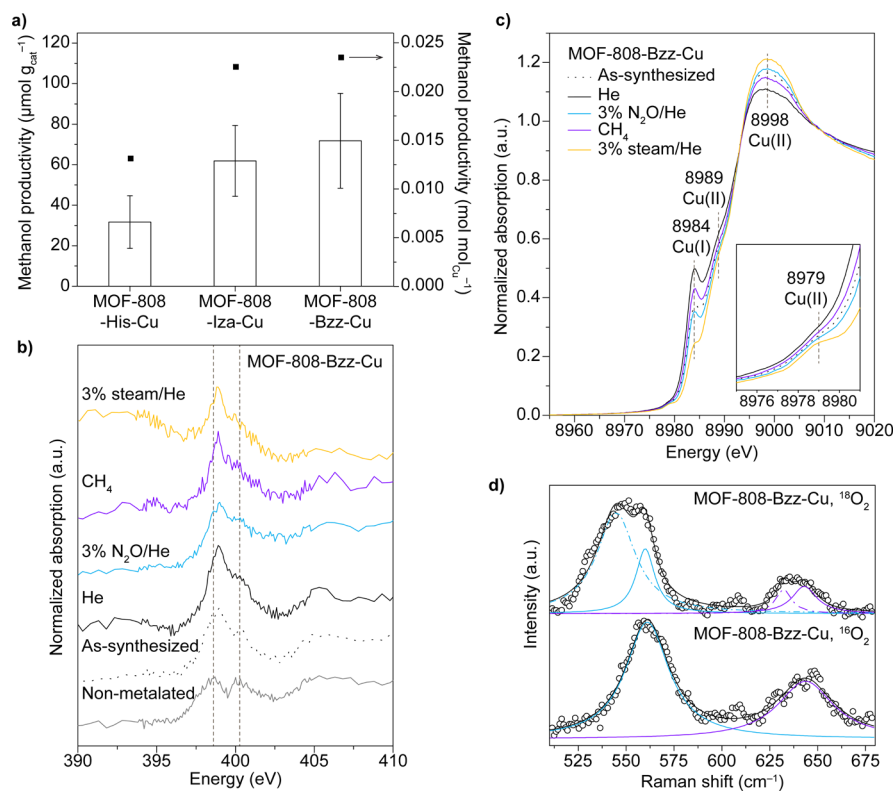 a)
Methanol productivity (µmol gcat⁻¹)
120
100
80
60
40
20
0
0.025
0.020
0.015
0.010
0.005
0.000
Methanol productivity
(mol molCu⁻¹)
MOF-808
-His-Cu
MOF-808
-Iza-Cu
MOF-808
-Bzz-Cu
b)
MOF-808-Bzz-Cu
3% steam/He
CH₄
3% N₂O/He
He
As-synthesized
Non-metalated
Normalized absorption (a.u.)
390 395 400 405 410
Energy (eV)
c)
MOF-808-Bzz-Cu
As-synthesized
He
3% N₂O/He
CH₄
3% steam/He
8998
Cu(II)
8989
Cu(II)
8984
Cu(I)
8979
Cu(II)
8976 8978 8980
Normalized absorption (a.u.)
1.2
1.0
0.8
0.6
0.4
0.2
0.0
8960 8970 8980 8990 9000 9010 9020
Energy (eV)
d)
MOF-808-Bzz-Cu, ¹⁸O₂
MOF-808-Bzz-Cu, ¹⁶O₂
Intensity (a.u.)
525 550 575 600 625 650 675
Raman shift (cm⁻¹)